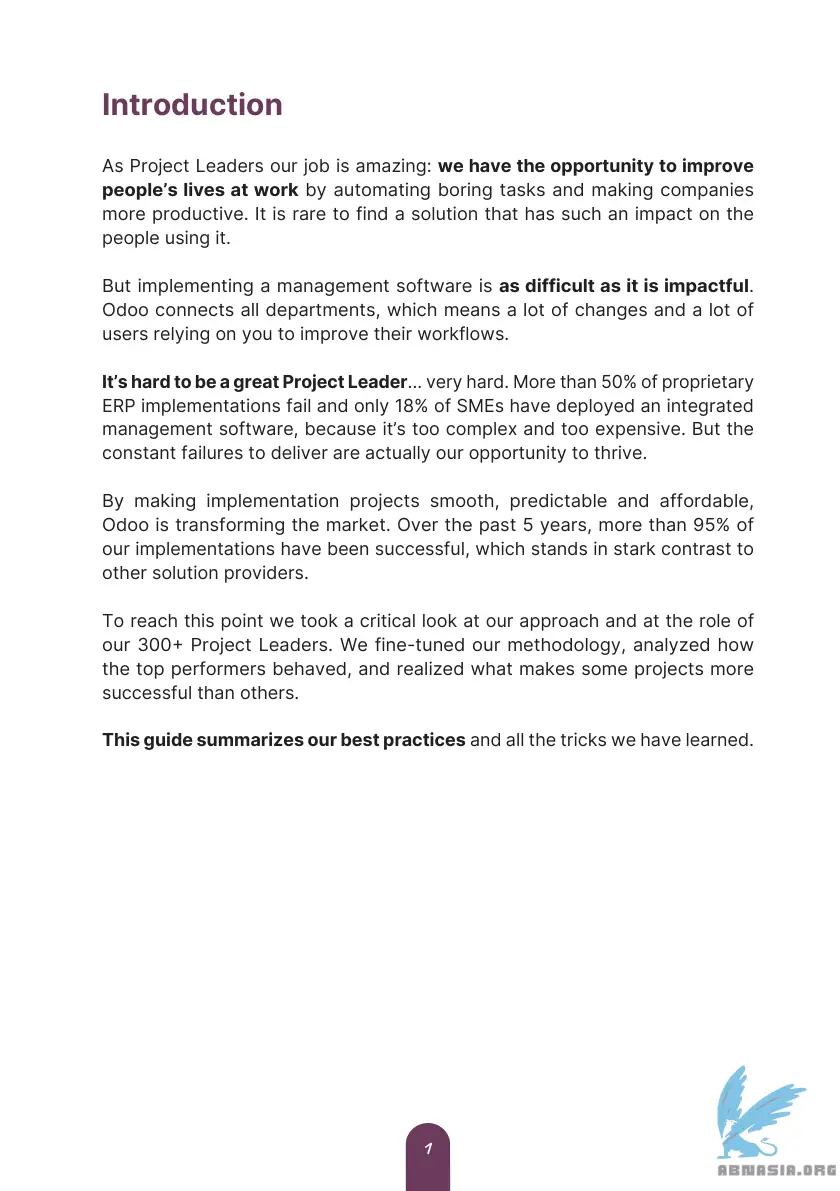 Introduction
As Project Leaders our job is amazing: we have the opportunity to improve
people’s lives at work by automating boring tasks and making companies
more productive. It is rare to find a solution that has such an impact on the
people using it.
But implementing a management software is as difficult as it is impactful.
Odoo connects all departments, which means a lot of changes and a lot of
users relying on you to improve their workflows.
It’s hard to be a great Project Leader... very hard. More than 50% of proprietary
ERP implementations fail and only 18% of SMEs have deployed an integrated
management software, because it’s too complex and too expensive. But the
constant failures to deliver are actually our opportunity to thrive.
By making implementation projects smooth, predictable and affordable,
Odoo is transforming the market. Over the past 5 years, more than 95% of
our implementations have been successful, which stands in stark contrast to
other solution providers.
To reach this point we took a critical look at our approach and at the role of
our 300+ Project Leaders. We fine-tuned our methodology, analyzed how
the top performers behaved, and realized what makes some projects more
successful than others.
This guide summarizes our best practices and all the tricks we have learned.
1
ABNASIA.ORG